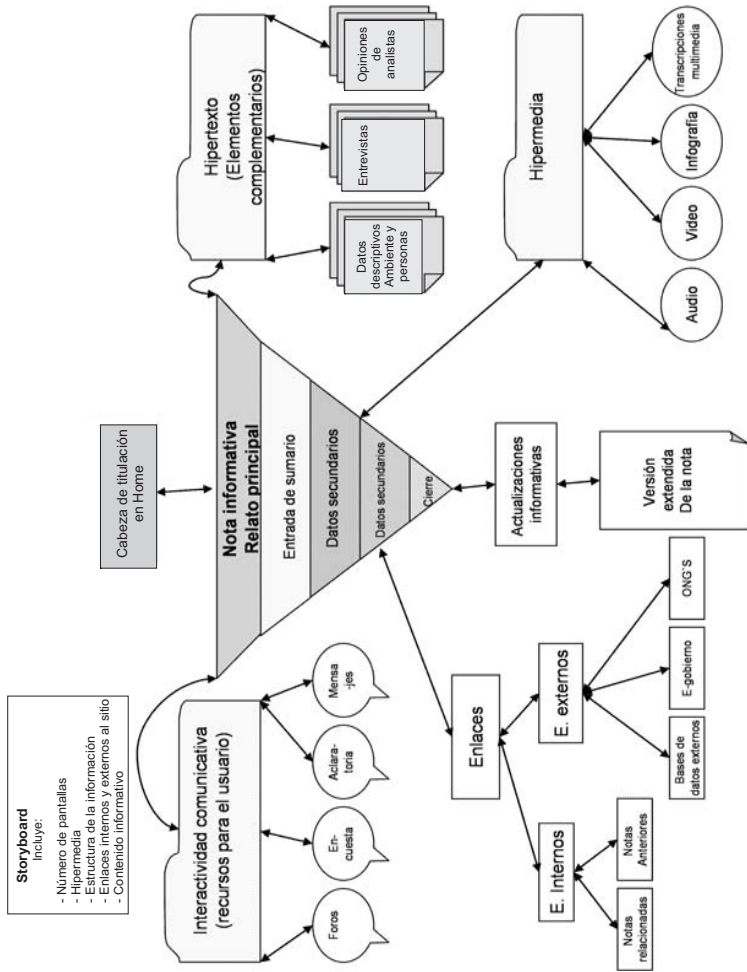 Storyboard
Incluye:
- Número de pantallas
- Hipermedia
- Estructura de la información
- Enlaces internos y externos al sitio
- Contenido informativo
Cabeza de titulación
en Home
Interactividad comunicativa
(recursos para el usuario)
Foros
En-
cuesta
Aclara-
toria
Mensa
-jes
Nota informativa
Relato principal
Entrada de sumario
Datos secundarios
Datos secundarios
Cierre
Hipertexto
(Elementos
complementarios)
Datos
descriptivos
Ambiente y
personas
Entrevistas
Opiniones
de
analistas
Enlaces
E. Internos
E. externos
Notas
relacionadas
Notas
Anteriores
Bases de
datos externos
E-gobierno
ONG´S
Actualizaciones
informativas
Versión
extendida
De la nota
Hipermedia
Audio
Video
Infografía
Transcripciones
multimedia